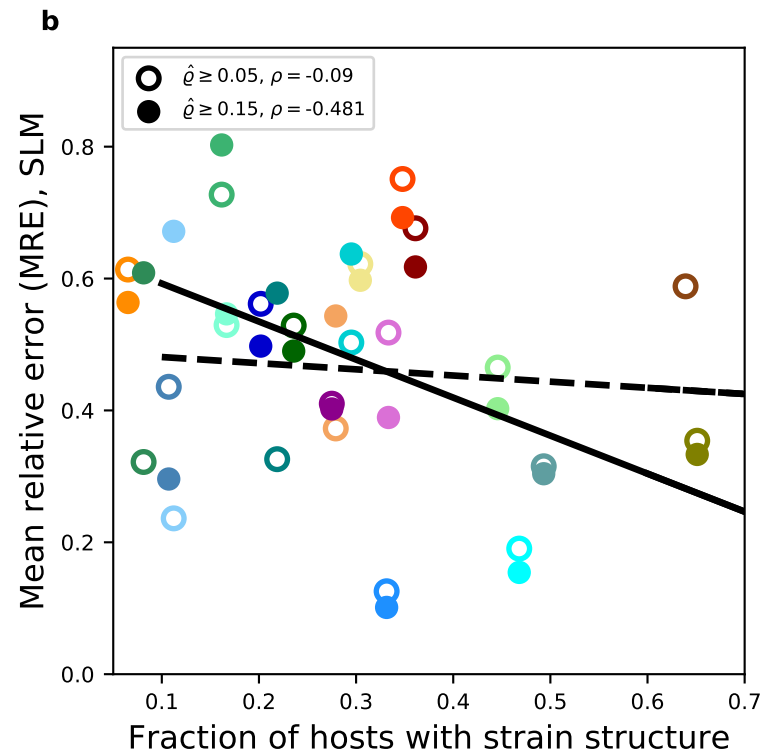 b
ϱ̂ ≥ 0.05, ρ = -0.09
ϱ̂ ≥ 0.15, ρ = -0.481
Mean relative error (MRE), SLM
0.8
0.6
0.4
0.2
0.0
0.1 0.2 0.3 0.4 0.5 0.6 0.7
Fraction of hosts with strain structure